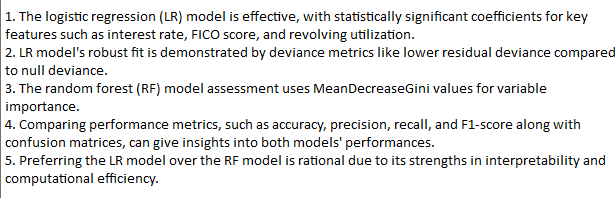 1. The logistic regression (LR) model is effective, with statistically significant coefficients for key
features such as interest rate, FICO score, and revolving utilization.
2. LR model's robust fit is demonstrated by deviance metrics like lower residual deviance compared
to null deviance.
3. The random forest (RF) model assessment uses MeanDecreaseGini values for variable
importance.
4. Comparing performance metrics, such as accuracy, precision, recall, and F1-score along with
confusion matrices, can give insights into both models' performances.
5. Preferring the LR model over the RF model is rational due to its strengths in interpretability and
computational efficiency.